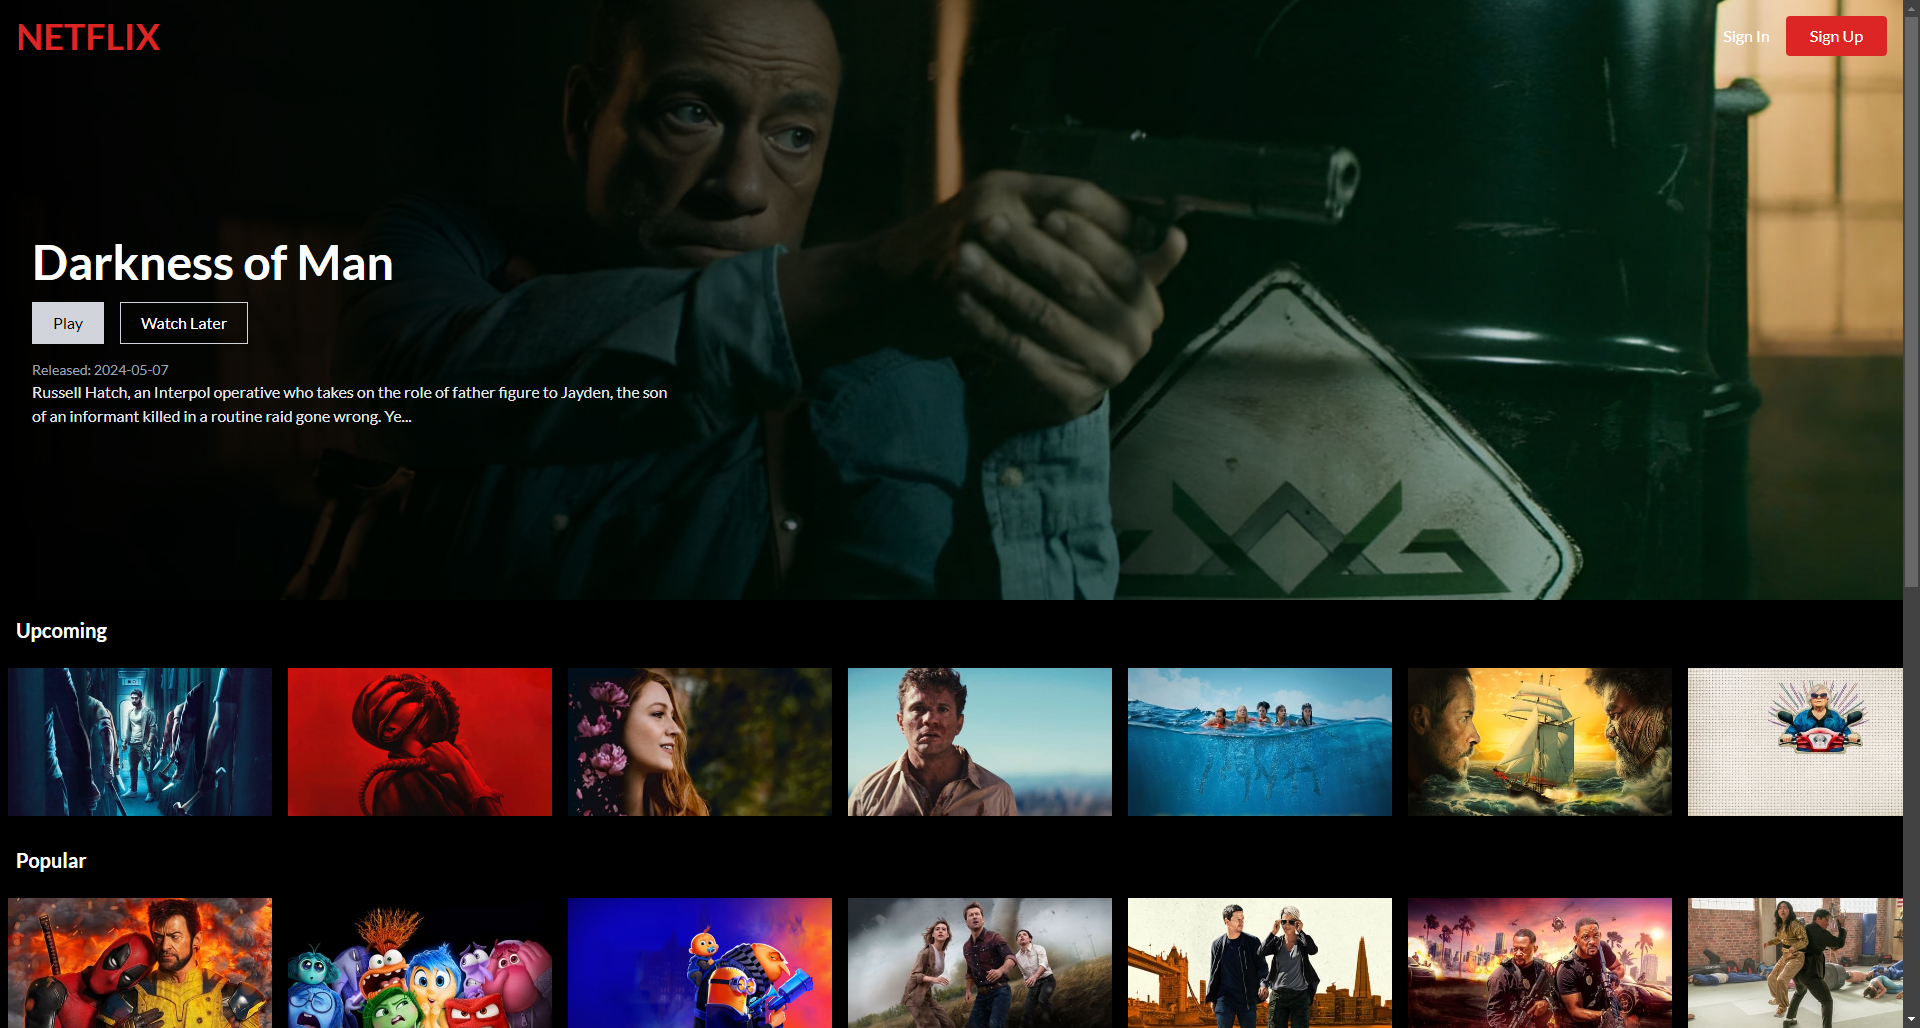 NETFLIX
Sign In
Sign Up
Darkness of Man
Play
Watch Later
Released: 2024-05-07
Russell Hatch, an Interpol operative who takes on the role of father figure to Jayden, the son
of an informant killed in a routine raid gone wrong. Ye...
Upcoming
Popular